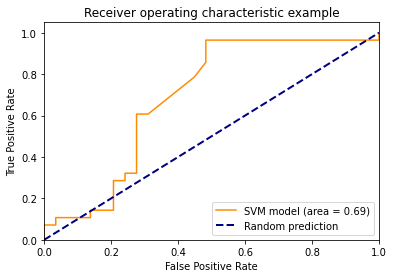 Receiver operating characteristic example
True Positive Rate
1.0
0.8
0.6
0.4
0.2
0.0
SVM model (area = 0.69)
Random prediction
0.0 0.2 0.4 0.6 0.8 1.0
False Positive Rate